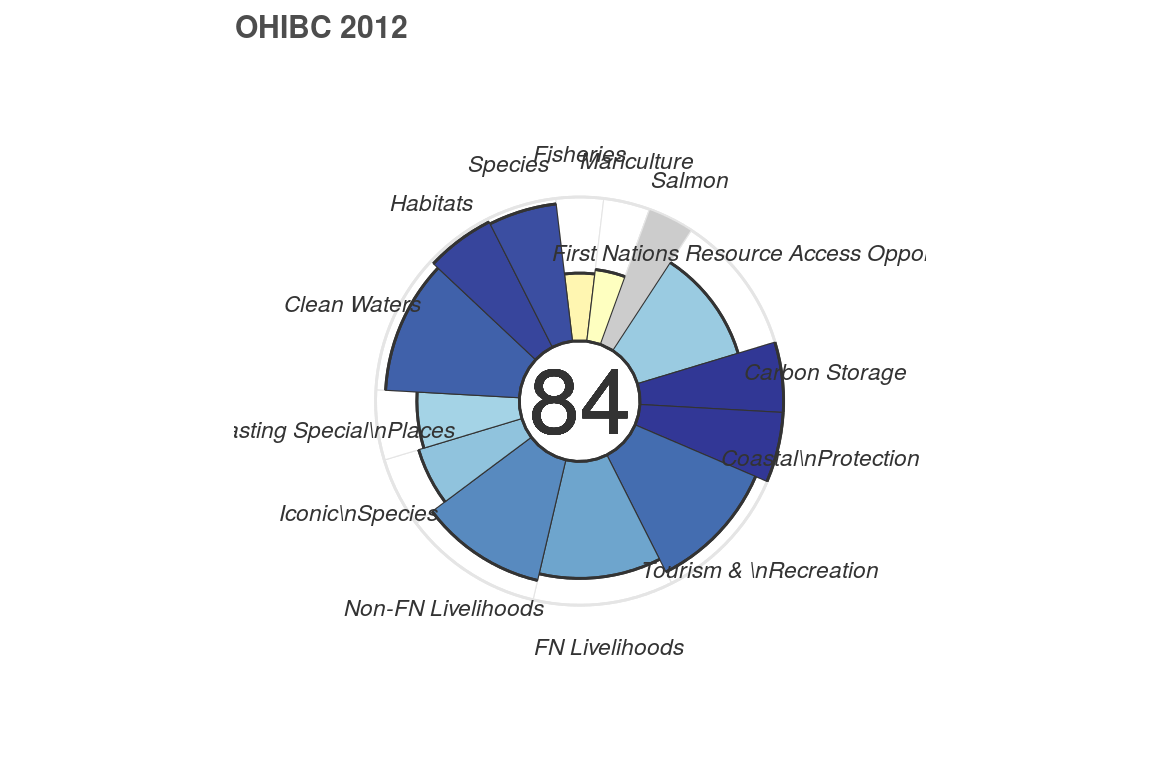 OHIBC 2012
Fisheries
Mariculture
Species
Salmon
Habitats
First Nations Resource Access Oppo
Clean Waters
Carbon Storage
84
asting Special\nPlaces
Coastal\nProtection
Iconic\nSpecies
Tourism & \nRecreation
Non-FN Livelihoods
FN Livelihoods